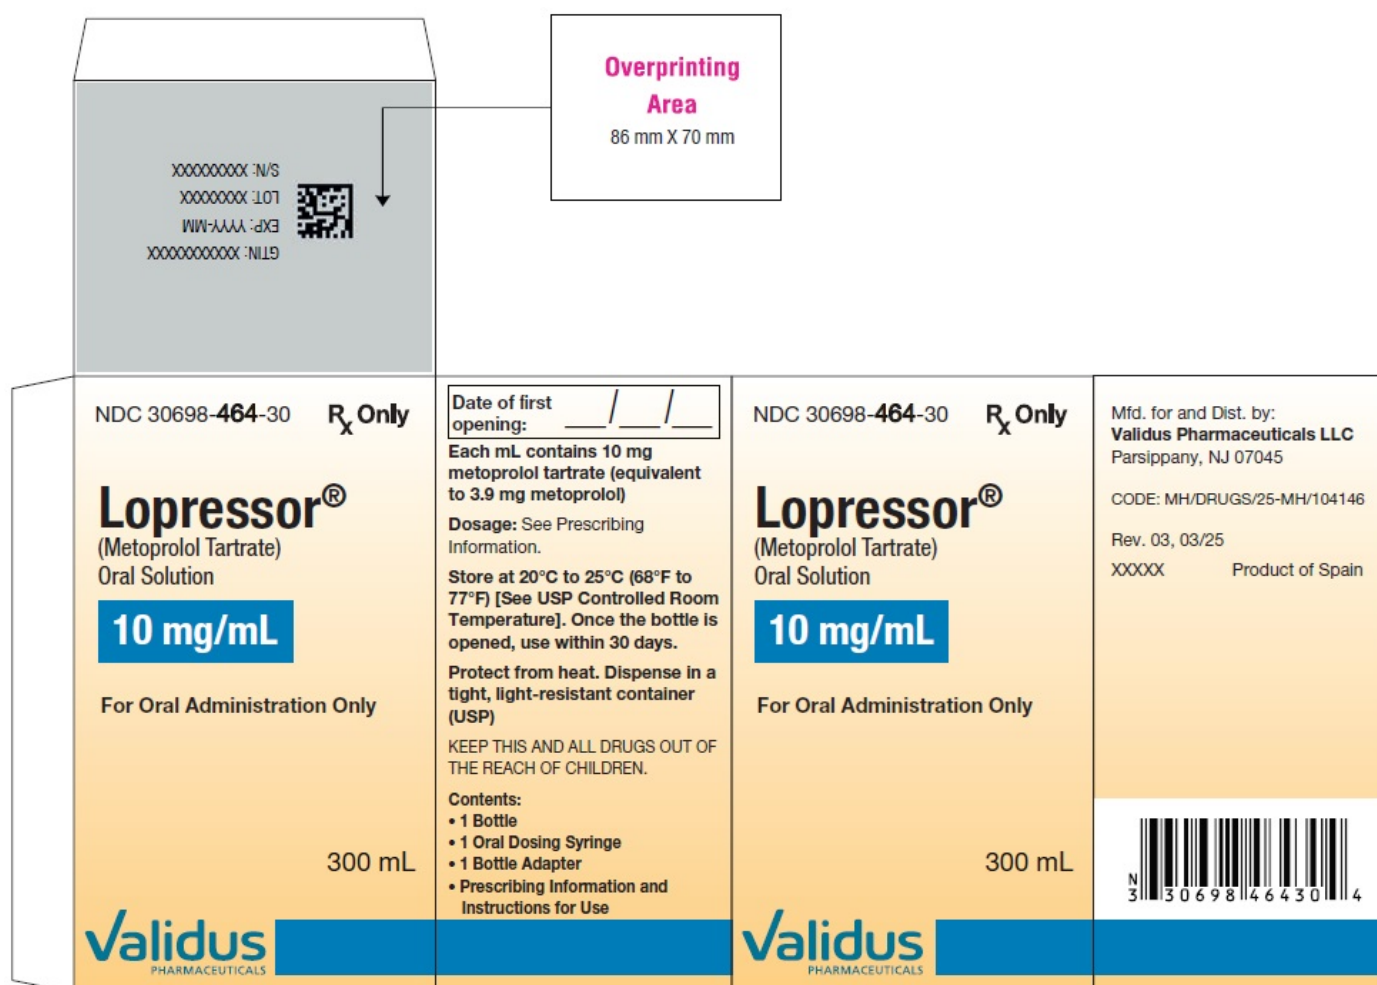 Overprinting
Area
86 mm X 70 mm
GTIN: XXXXXXXXXXXX
EXP: YYYY-MM
LOT: XXXXXXXX
S/N: XXXXXXXXX
NDC 30698-464-30 Rx Only
Lopressor®
(Metoprolol Tartrate)
Oral Solution
10 mg/mL
For Oral Administration Only
300 mL
Validus
PHARMACEUTICALS
Date of first
opening: ___/___/___
Each mL contains 10 mg
metoprolol tartrate (equivalent
to 3.9 mg metoprolol)
Dosage: See Prescribing
Information.
Store at 20°C to 25°C (68°F to
77°F) [See USP Controlled Room
Temperature]. Once the bottle is
opened, use within 30 days.
Protect from heat. Dispense in a
tight, light-resistant container
(USP)
KEEP THIS AND ALL DRUGS OUT OF
THE REACH OF CHILDREN.
Contents:
• 1 Bottle
• 1 Oral Dosing Syringe
• 1 Bottle Adapter
• Prescribing Information and
Instructions for Use
NDC 30698-464-30 Rx Only
Lopressor®
(Metoprolol Tartrate)
Oral Solution
10 mg/mL
For Oral Administration Only
300 mL
Validus
PHARMACEUTICALS
Mfd. for and Dist. by:
Validus Pharmaceuticals LLC
Parsippany, NJ 07045
CODE: MH/DRUGS/25-MH/104146
Rev. 03, 03/25
XXXXX Product of Spain
N
3 30698 46430 4